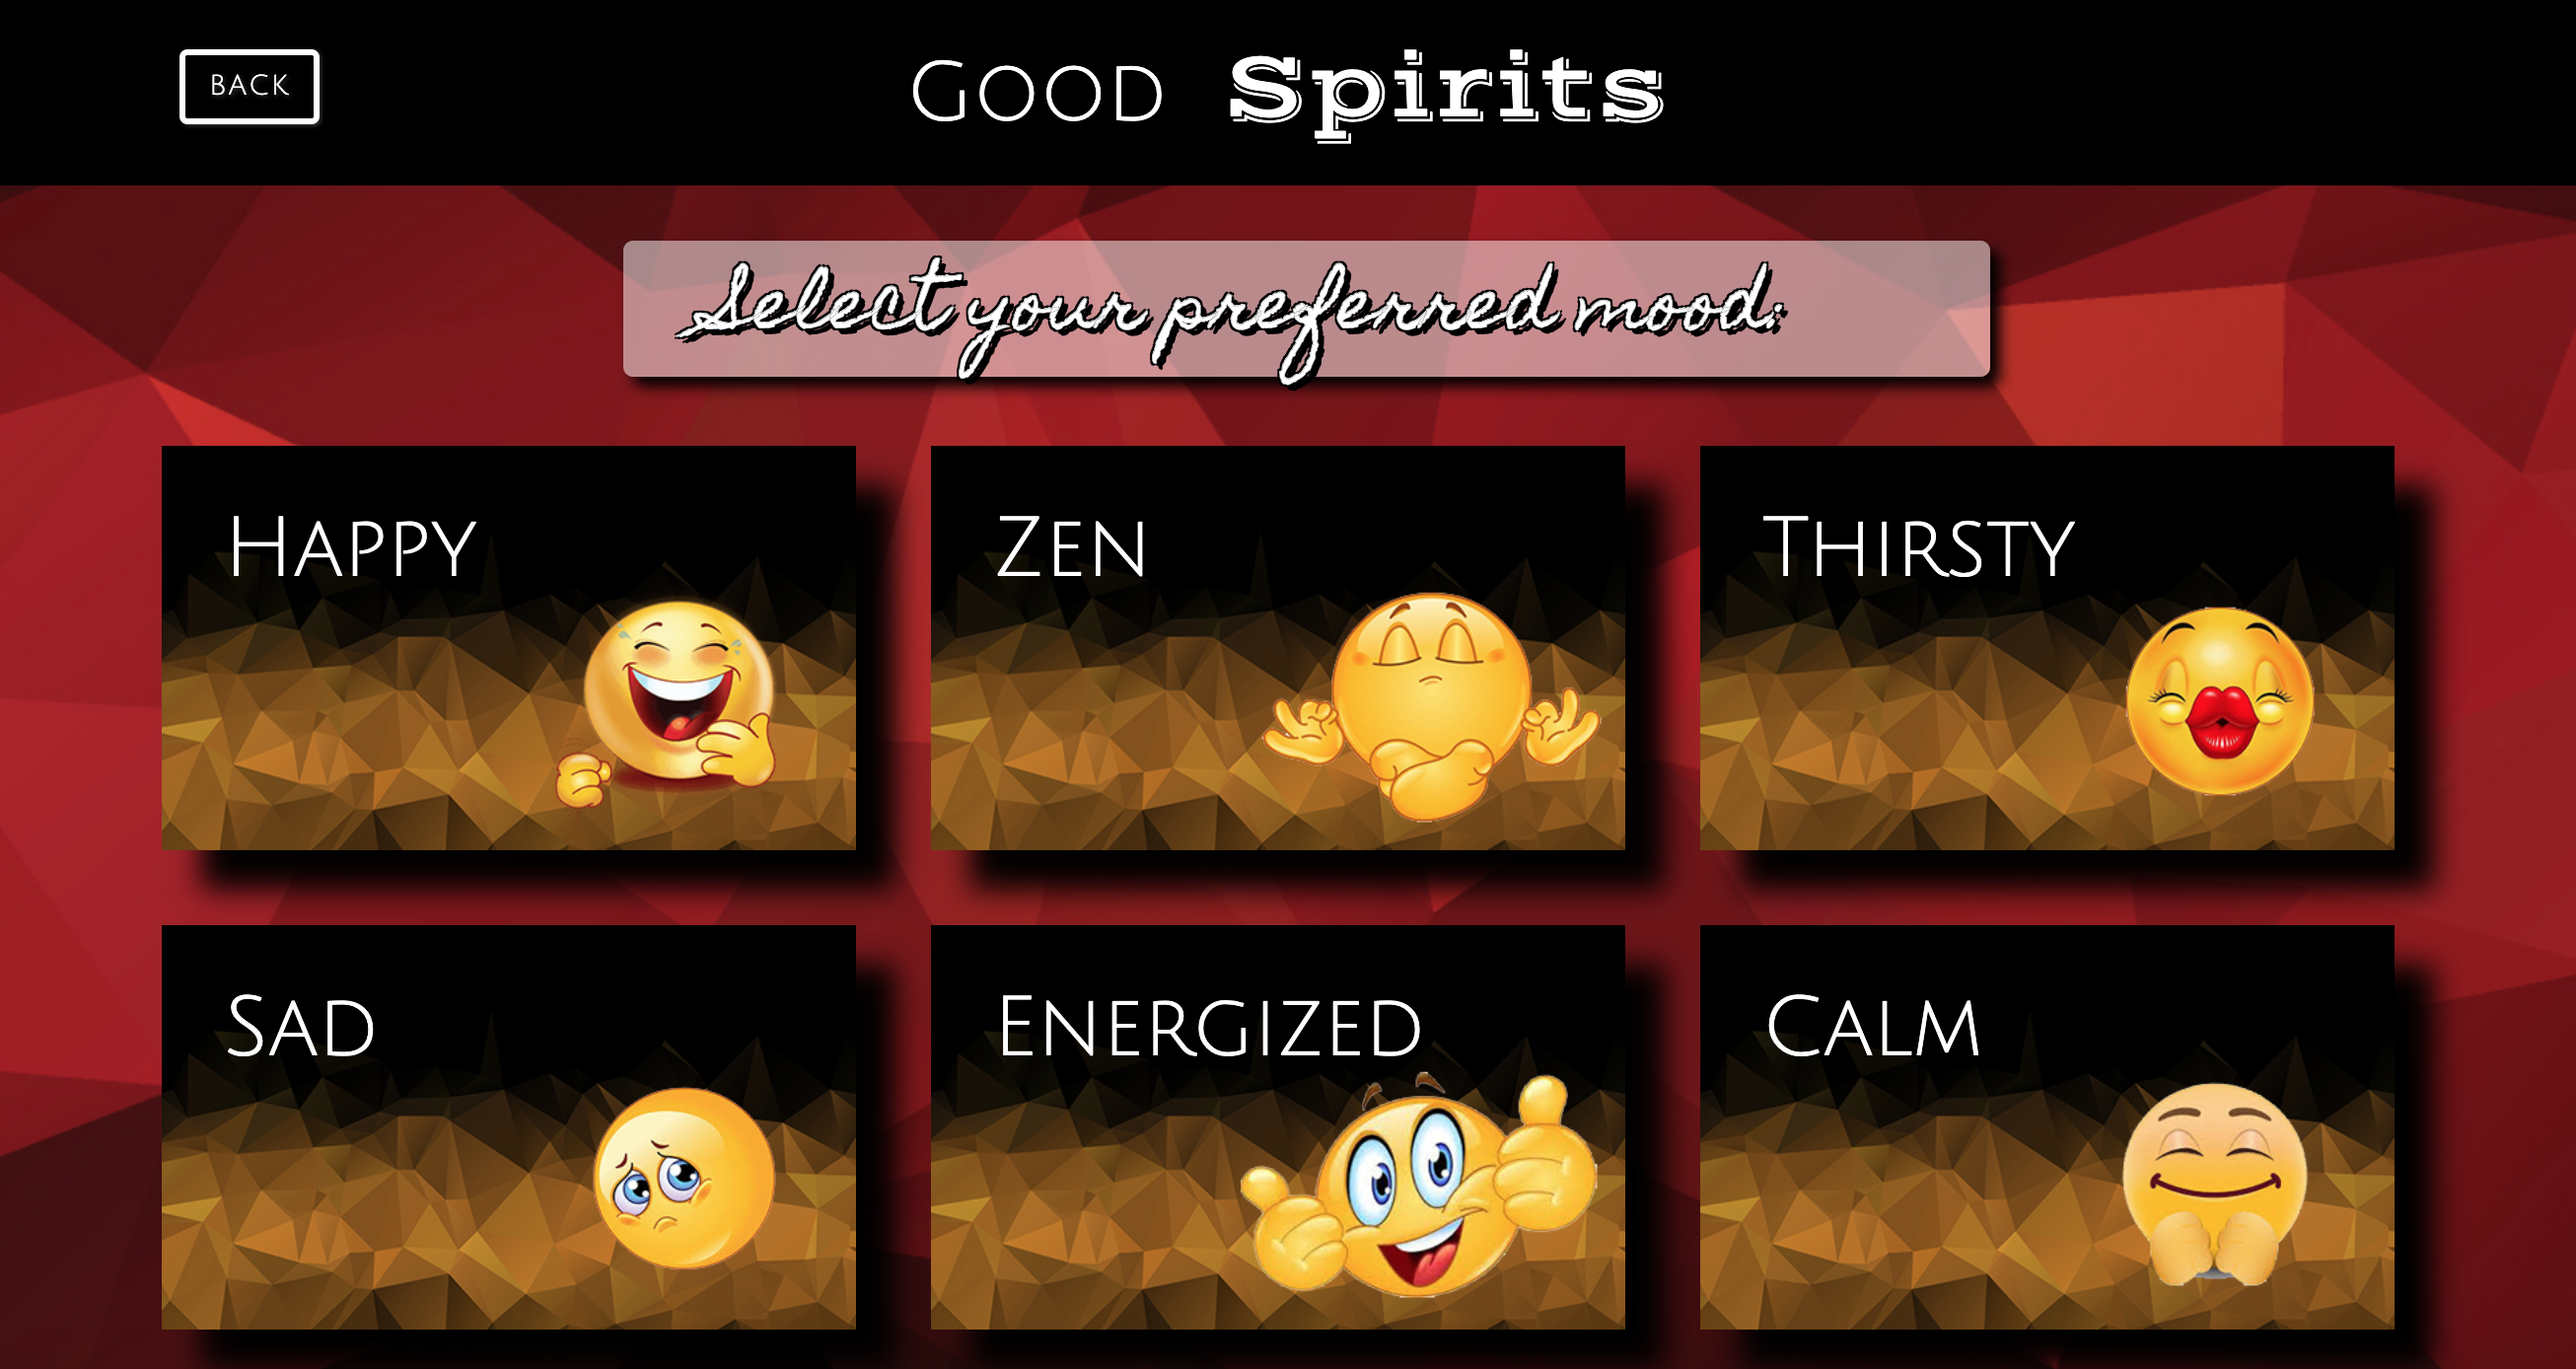 BACK
GOOD Spirits
Select your preferred mood:
HAPPY
ZEN
THIRSTY
SAD
ENERGIZED
CALM